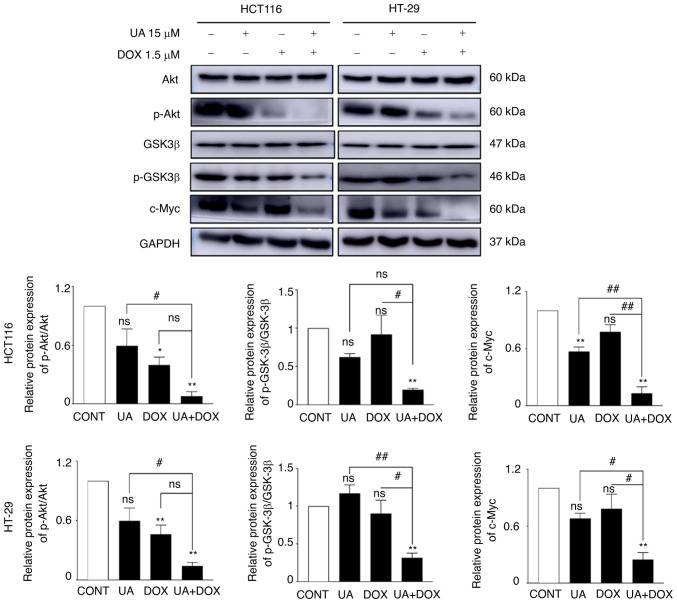 HCT116 HT-29
UA 15 μM – + – + – + – +
DOX 1.5 μM – – + + – – + +
Akt 60 kDa
p-Akt 60 kDa
GSK3β 47 kDa
p-GSK3β 46 kDa
c-Myc 60 kDa
GAPDH 37 kDa
HCT116
Relative protein expression
of p-Akt/Akt
1.2
0.6
0
ns
*
**
#
ns
CONT UA DOX UA+DOX
Relative protein expression
of p-GSK-3β/GSK-3β
1.5
1
0.5
0
ns
ns
**
ns
#
CONT UA DOX UA+DOX
Relative protein expression
of c-Myc
1.2
0.6
0
**
ns
**
##
##
CONT UA DOX UA+DOX
HT-29
Relative protein expression
of p-Akt/Akt
1.2
0.6
0
ns
**
**
#
ns
CONT UA DOX UA+DOX
Relative protein expression
of p-GSK-3β/GSK-3β
1.5
1.0
0.5
0
ns
ns
**
##
#
CONT UA DOX UA+DOX
Relative protein expression
of c-Myc
1.2
0.6
0
ns
ns
**
#
#
CONT UA DOX UA+DOX